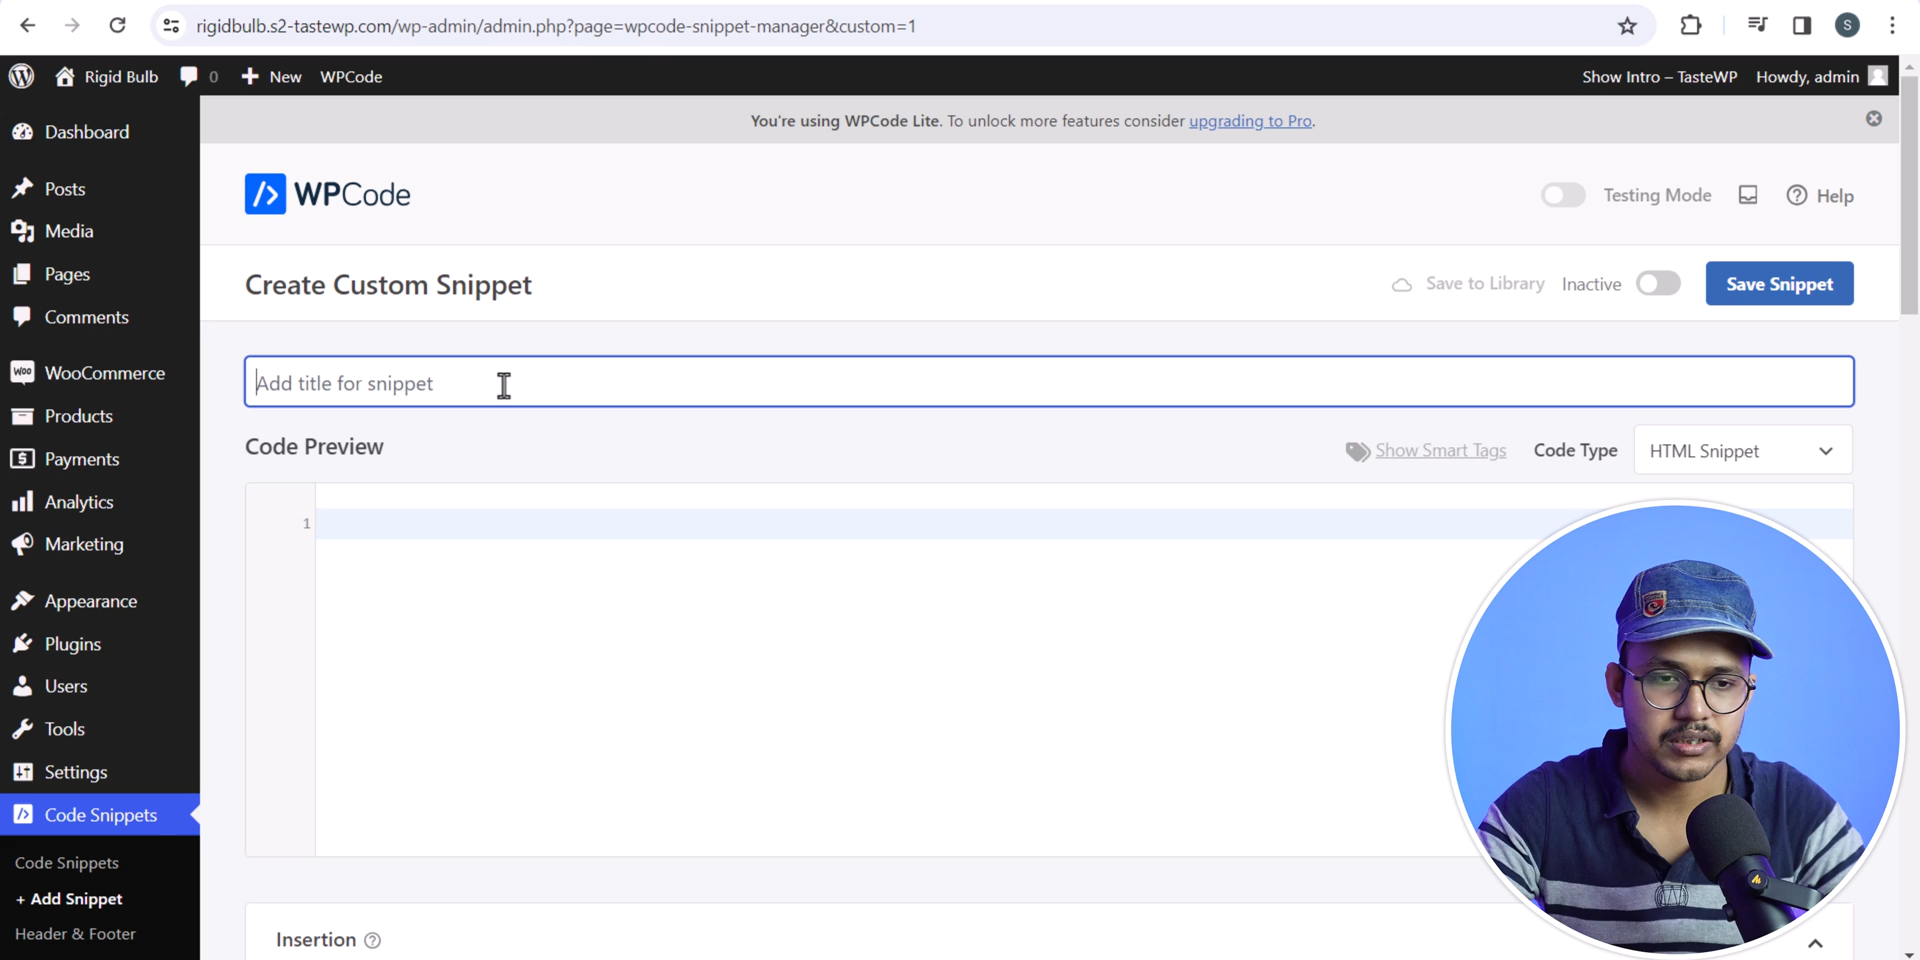 rigidbulb.s2-tastewp.com/wp-admin/admin.php?page=wpcode-snippet-manager&custom=1
S
Rigid Bulb
0
New
WPCode
Show Intro – TasteWP
Howdy, admin
You're using WPCode Lite. To unlock more features consider upgrading to Pro.
WPCode
Testing Mode
Help
Create Custom Snippet
Save to Library
Inactive
Save Snippet
Add title for snippet
Code Preview
Show Smart Tags
Code Type
HTML Snippet
1
Insertion
Dashboard
Posts
Media
Pages
Comments
Woo
WooCommerce
Products
Payments
Analytics
Marketing
Appearance
Plugins
Users
Tools
Settings
Code Snippets
Code Snippets
+ Add Snippet
Header & Footer